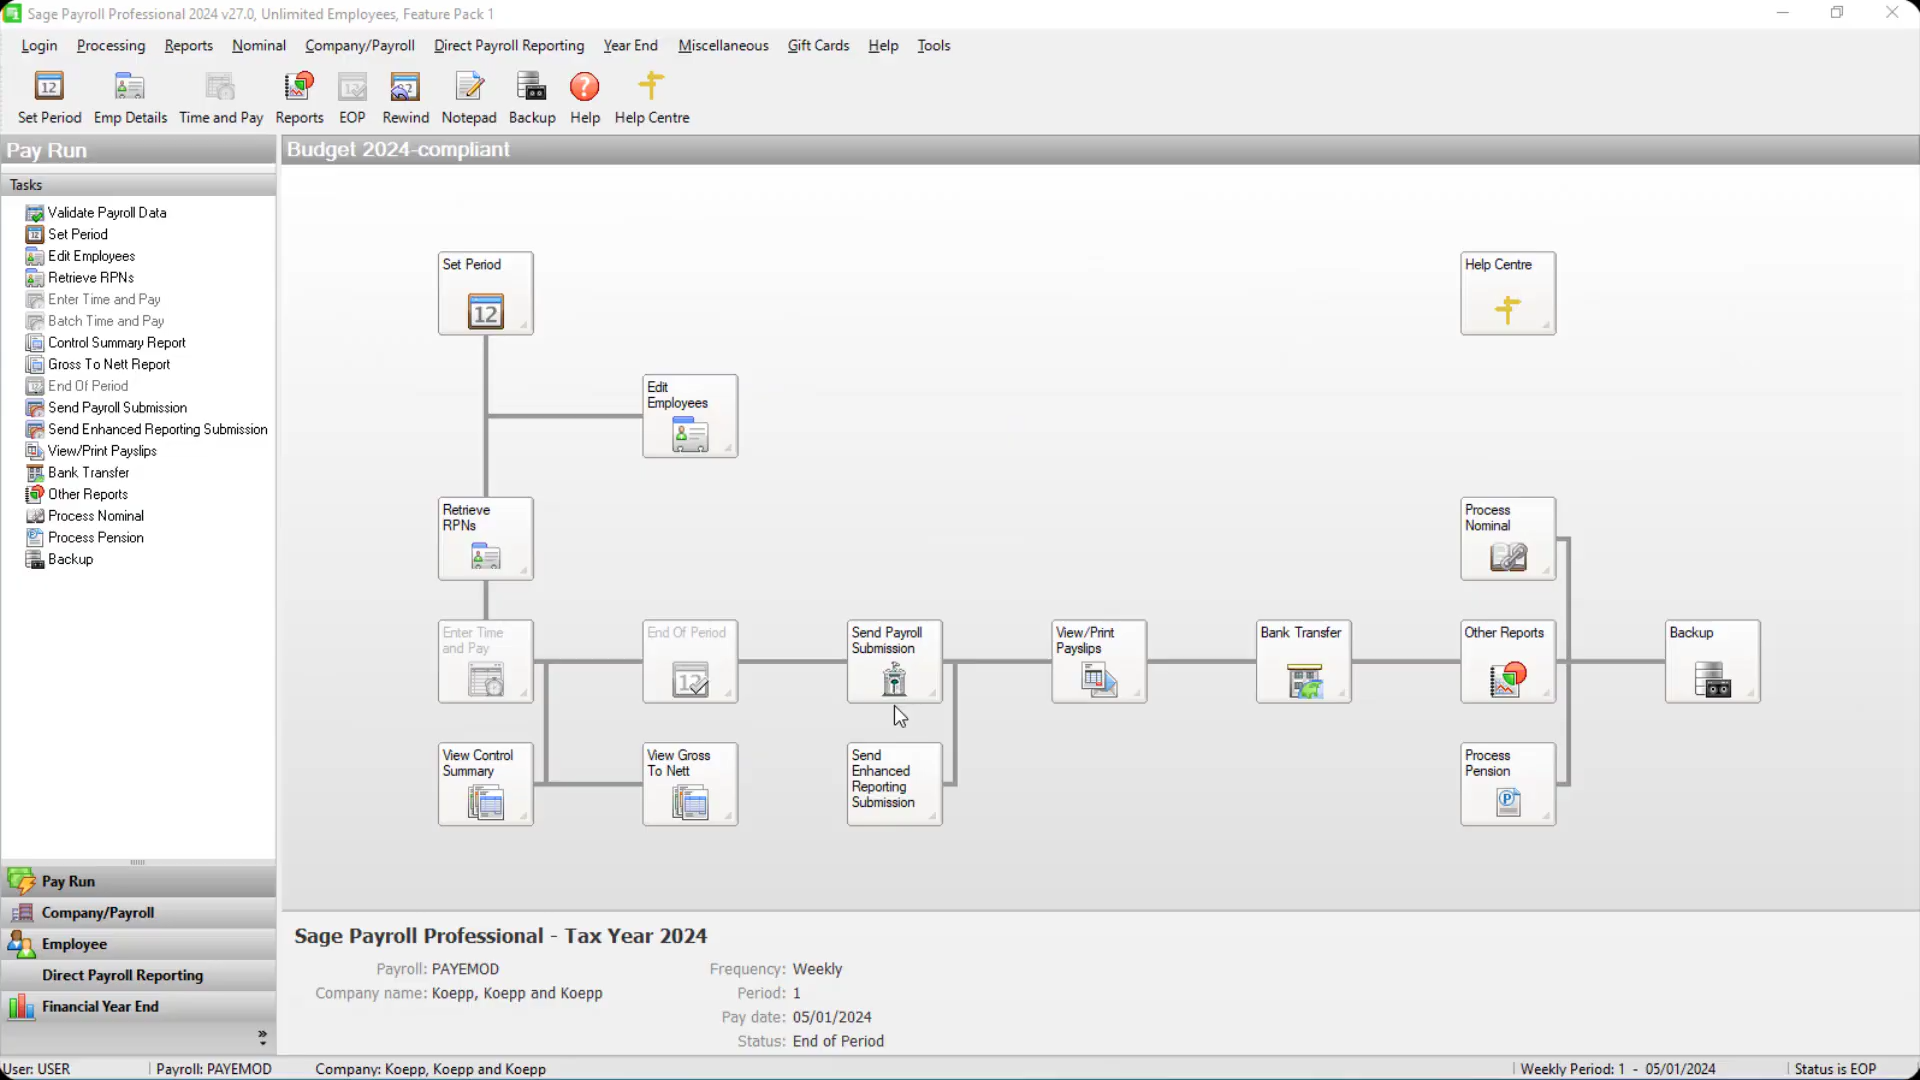 Sage Payroll Professional 2024 v27.0, Unlimited Employees, Feature Pack 1
Login Processing Reports Nominal Company/Payroll Direct Payroll Reporting Year End Miscellaneous Gift Cards Help Tools
12 12
Set Period Emp Details Time and Pay Reports EOP Rewind Notepad Backup Help Help Centre
Pay Run
Budget 2024-compliant
Tasks
Validate Payroll Data
Set Period
Edit Employees
Retrieve RPNs
Enter Time and Pay
Batch Time and Pay
Control Summary Report
Gross To Nett Report
End Of Period
Send Payroll Submission
Send Enhanced Reporting Submission
View/Print Payslips
Bank Transfer
Other Reports
Process Nominal
Process Pension
Backup
Set Period
12
Help Centre
Edit
Employees
Retrieve
RPNs
Process
Nominal
Enter Time
and Pay
End Of Period
12
Send Payroll
Submission
View/Print
Payslips
Bank Transfer
Other Reports
Backup
View Control
Summary
View Gross
To Nett
Send
Enhanced
Reporting
Submission
Process
Pension
P
Pay Run
Company/Payroll
Employee
Direct Payroll Reporting
Financial Year End
Sage Payroll Professional - Tax Year 2024
Payroll: PAYEMOD
Company name: Koepp, Koepp and Koepp
Frequency: Weekly
Period: 1
Pay date: 05/01/2024
Status: End of Period
User: USER Payroll: PAYEMOD Company: Koepp, Koepp and Koepp Weekly Period: 1 - 05/01/2024 Status is EOP